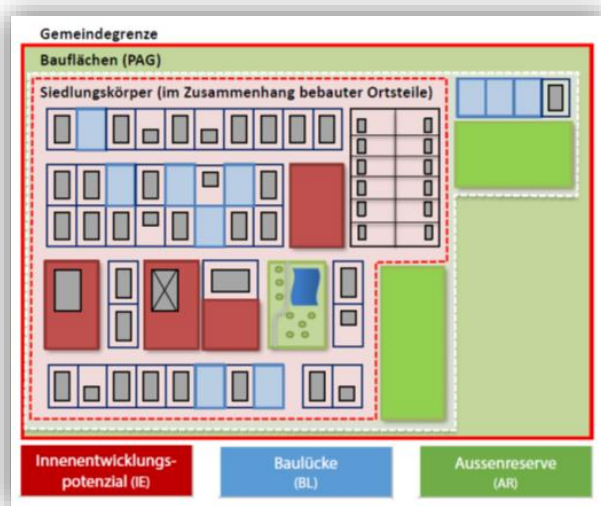 Gemeindegrenze
Bauflächen (PAG)
Siedlungskörper (im Zusammenhang bebauter Ortsteile)
Innenentwicklungs-
potenzial (IE)
Baulücke
(BL)
Aussenreserve
(AR)